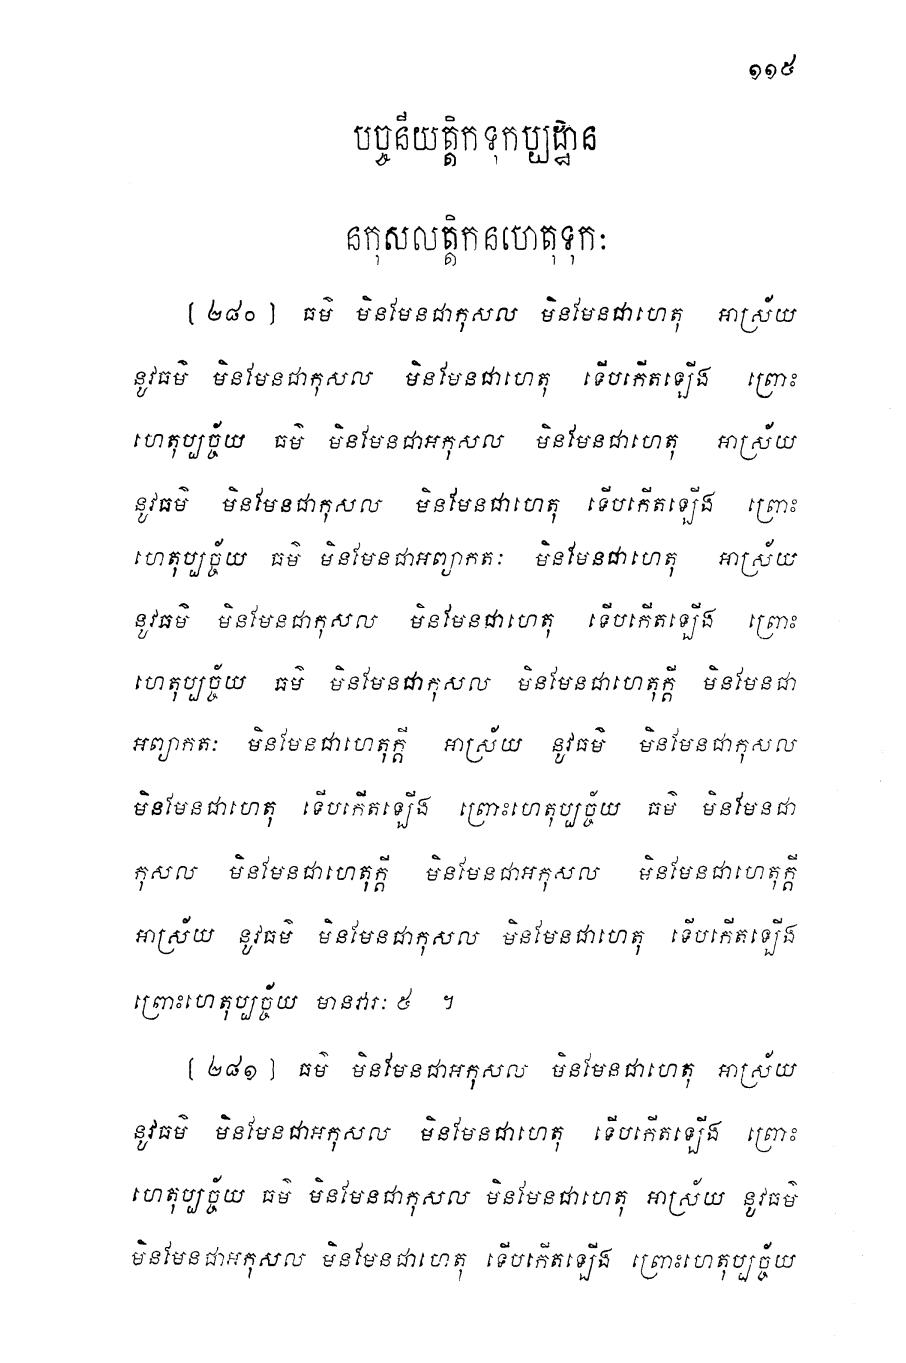 ១១៥
បច្ចនីយត្តិកទុកប្បដ្ឋាន
នកុសលត្តិកនហេតុទុកៈ
[២៨០] ធម៌ មិនមែនជាកុសល មិនមែនជាហេតុ អាស្រ័យ
នូវធម៌ មិនមែនជាកុសល មិនមែនជាហេតុ ទើបកើតឡើង ព្រោះ
ហេតុប្បច្ច័យ ធម៌ មិនមែនជាអកុសល មិនមែនជាហេតុ អាស្រ័យ
នូវធម៌ មិនមែនជាកុសល មិនមែនជាហេតុ ទើបកើតឡើង ព្រោះ
ហេតុប្បច្ច័យ ធម៌ មិនមែនជាអព្យាកតៈ មិនមែនជាហេតុ អាស្រ័យ
នូវធម៌ មិនមែនជាកុសល មិនមែនជាហេតុ ទើបកើតឡើង ព្រោះ
ហេតុប្បច្ច័យ ធម៌ មិនមែនជាកុសល មិនមែនជាហេតុក្តី មិនមែនជា
អព្យាកតៈ មិនមែនជាហេតុក្តី អាស្រ័យ នូវធម៌ មិនមែនជាកុសល
មិនមែនជាហេតុ ទើបកើតឡើង ព្រោះហេតុប្បច្ច័យ ធម៌ មិនមែនជា
កុសល មិនមែនជាហេតុក្តី មិនមែនជាអកុសល មិនមែនជាហេតុក្តី
អាស្រ័យ នូវធម៌ មិនមែនជាកុសល មិនមែនជាហេតុ ទើបកើតឡើង
ព្រោះហេតុប្បច្ច័យ មានវារៈ ៥ ។
[២៨១] ធម៌ មិនមែនជាអកុសល មិនមែនជាហេតុ អាស្រ័យ
នូវធម៌ មិនមែនជាអកុសល មិនមែនជាហេតុ ទើបកើតឡើង ព្រោះ
ហេតុប្បច្ច័យ ធម៌ មិនមែនជាកុសល មិនមែនជាហេតុ អាស្រ័យ នូវធម៌
មិនមែនជាអកុសល មិនមែនជាហេតុ ទើបកើតឡើង ព្រោះហេតុប្បច្ច័យ